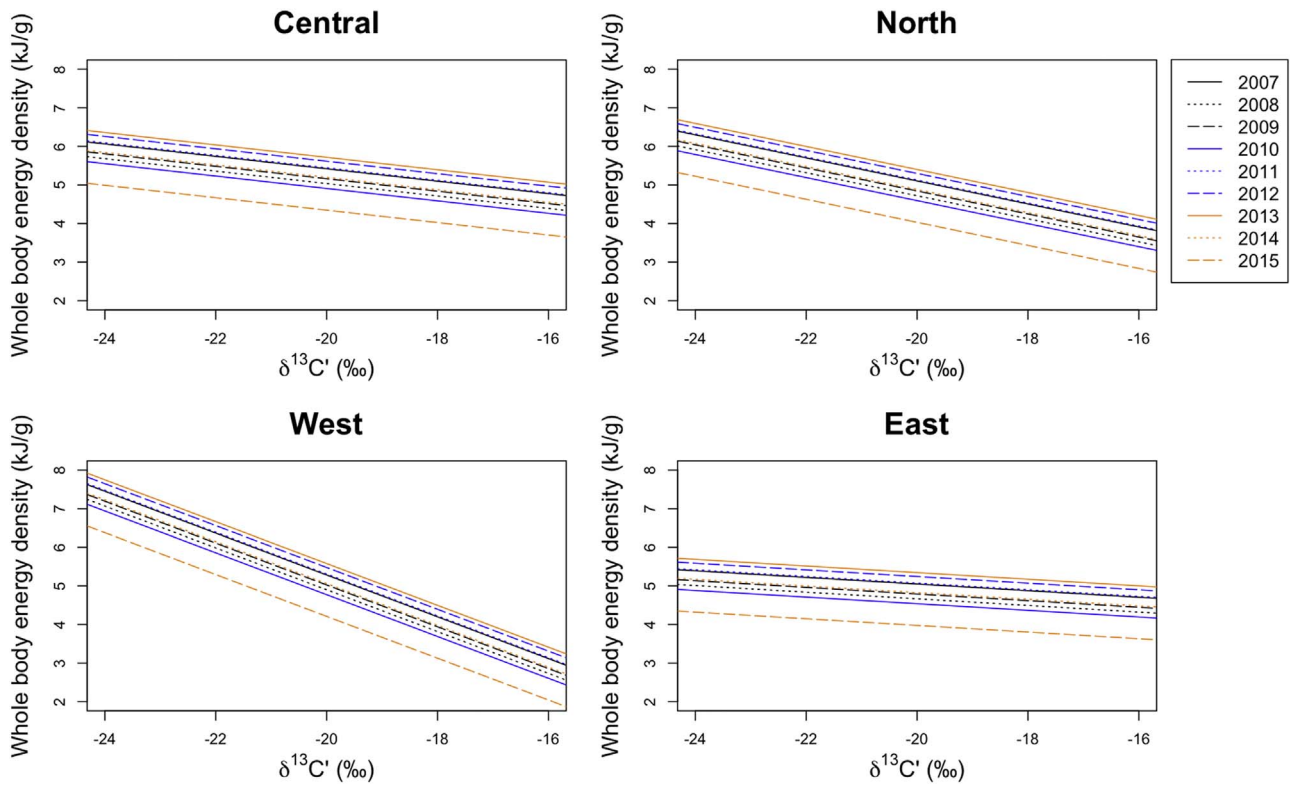 Central
Whole body energy density (kJ/g)
8
7
6
5
4
3
2
-24 -22 -20 -18 -16
δ13C' (‰)
North
Whole body energy density (kJ/g)
8
7
6
5
4
3
2
-24 -22 -20 -18 -16
δ13C' (‰)
2007
2008
2009
2010
2011
2012
2013
2014
2015
West
Whole body energy density (kJ/g)
8
7
6
5
4
3
2
-24 -22 -20 -18 -16
δ13C' (‰)
East
Whole body energy density (kJ/g)
8
7
6
5
4
3
2
-24 -22 -20 -18 -16
δ13C' (‰)